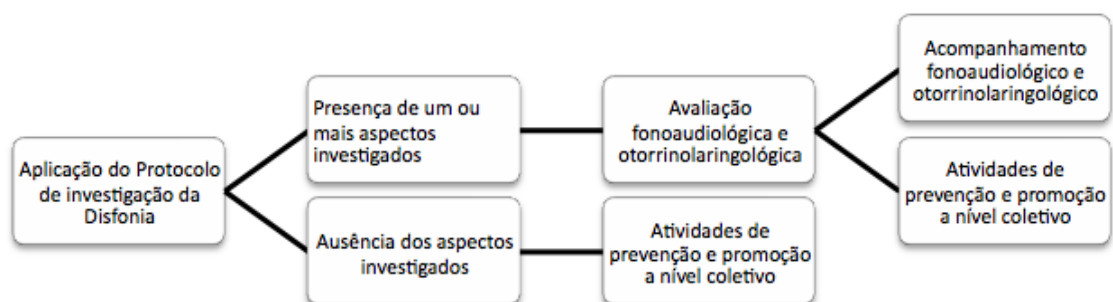 Aplicação do Protocolo
de investigação da
Disfonia
Presença de um ou
mais aspectos
investigados
Avaliação
fonoaudiológica e
otorrinolaringológica
Acompanhamento
fonoaudiológico e
otorrinolaringológico
Atividades de
prevenção e promoção
a nível coletivo
Ausência dos aspectos
investigados
Atividades de
prevenção e promoção
a nível coletivo